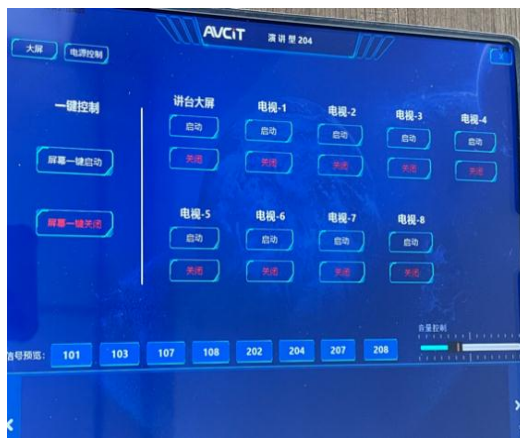 AVCiT 演讲型 204
大屏 电源控制
一键控制 讲台大屏 电视-1 电视-2 电视-3 电视-4
启动 启动 启动 启动 启动
屏幕一键启动 关闭 关闭 关闭 关闭 关闭
屏幕一键关闭 电视-5 电视-6 电视-7 电视-8
启动 启动 启动 启动
关闭 关闭 关闭 关闭
音量控制
信号预览: 101 103 107 108 202 204 207 208